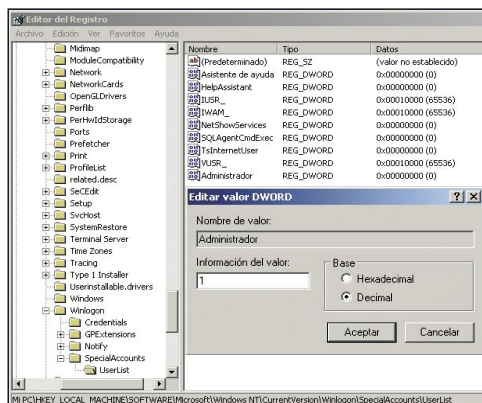 Editor del Registro
Archivo Edición Ver Favoritos Ayuda
Midimap
ModuleCompatibility
Network
NetworkCards
OpenGLDrivers
Perflib
PerHwIdStorage
Ports
Prefetcher
Print
ProfileList
related.desc
SeCEdit
Setup
SvcHost
SystemRestore
Terminal Server
Time Zones
Tracing
Type 1 Installer
Userinstallable.drivers
Windows
Winlogon
Credentials
GPExtensions
Notify
SpecialAccounts
UserList
Nombre Tipo Datos
(Predeterminado) REG_SZ (valor no establecido)
Asistente de ayuda REG_DWORD 0x00000000 (0)
HelpAssistant REG_DWORD 0x00000000 (0)
IUSR_ REG_DWORD 0x00010000 (65536)
IWAM_ REG_DWORD 0x00010000 (65536)
NetShowServices REG_DWORD 0x00000000 (0)
SQLAgentCmdExec REG_DWORD 0x00000000 (0)
TsInternetUser REG_DWORD 0x00000000 (0)
VUSR_ REG_DWORD 0x00010000 (65536)
Administrador REG_DWORD 0x00000000 (0)
Editar valor DWORD
Nombre de valor:
Administrador
Información del valor:
1
Base
Hexadecimal
Decimal
Aceptar Cancelar
Mi PC\HKEY_LOCAL_MACHINE\SOFTWARE\Microsoft\Windows NT\CurrentVersion\Winlogon\SpecialAccounts\UserList